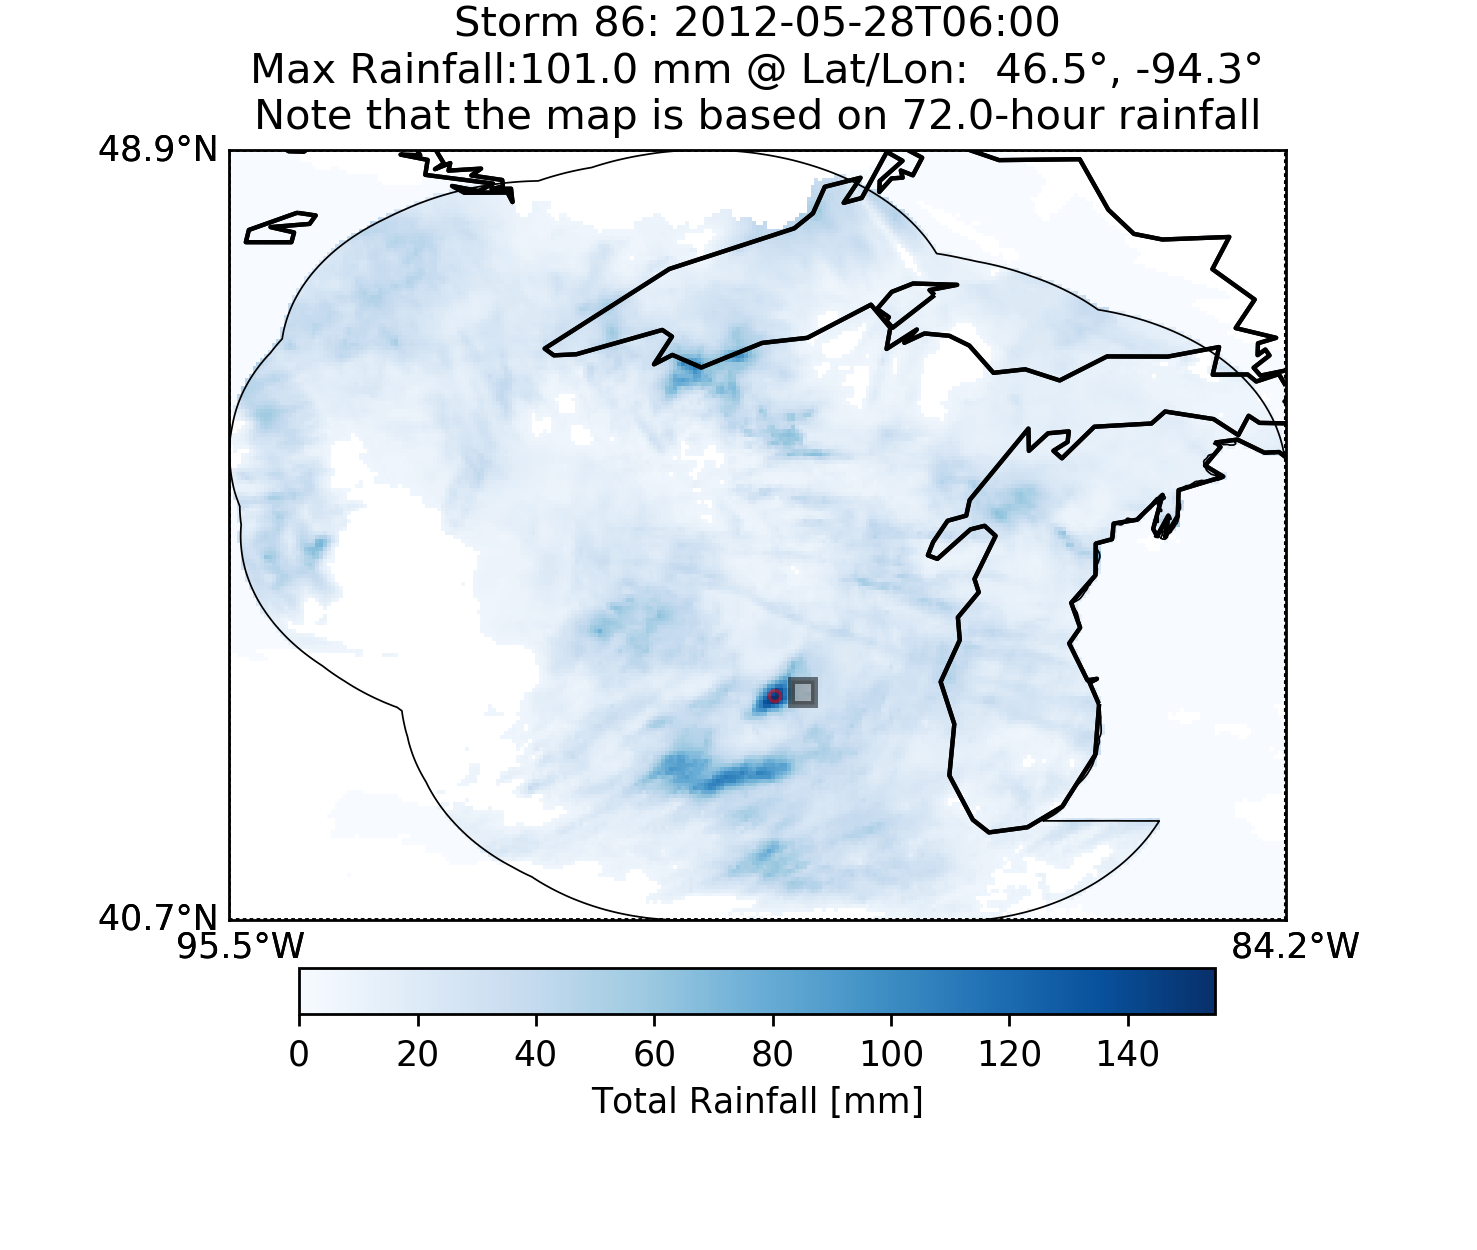 Storm 86: 2012-05-28T06:00
Max Rainfall:101.0 mm @ Lat/Lon:  46.5°, -94.3°
Note that the map is based on 72.0-hour rainfall
48.9°N
40.7°N
95.5°W 84.2°W
0 20 40 60 80 100 120 140
Total Rainfall [mm]